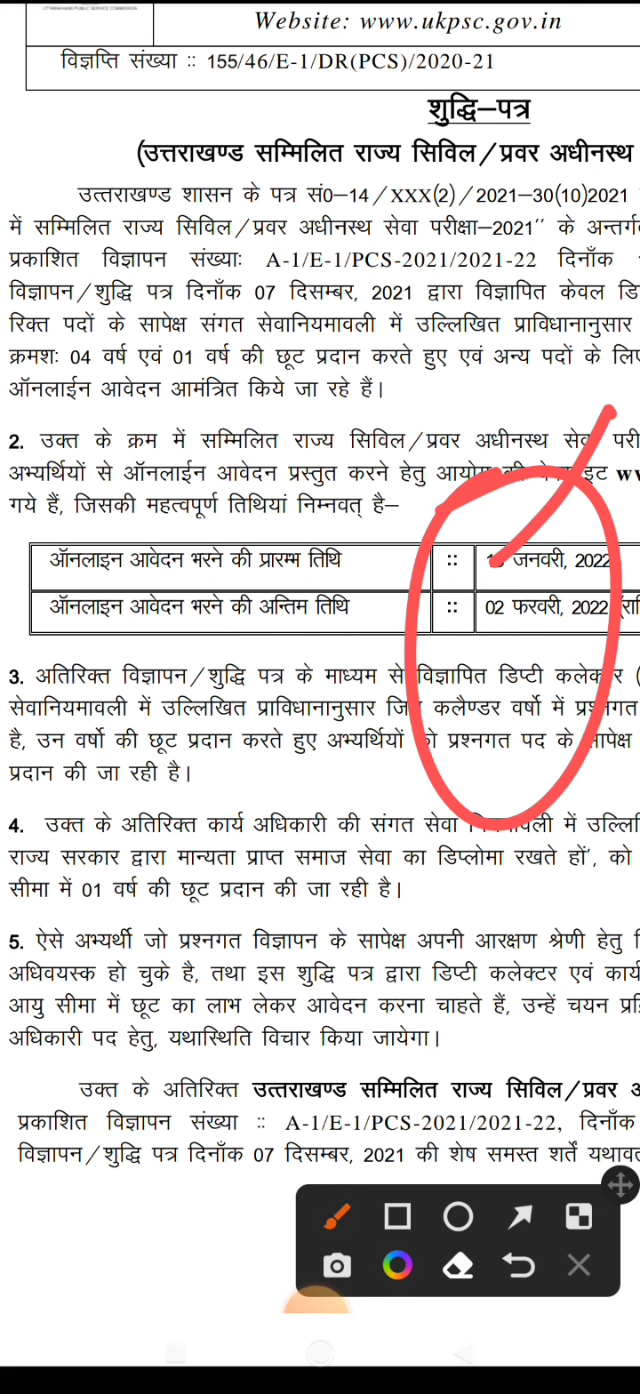 UTTARAKHAND PUBLIC SERVICE COMMISSION
Website: www.ukpsc.gov.in
विज्ञप्ति संख्या :: 155/46/E-1/DR(PCS)/2020-21
शुद्धि–पत्र
(उत्तराखण्ड सम्मिलित राज्य सिविल/प्रवर अधीनस्थ
उत्तराखण्ड शासन के पत्र सं0–14/XXX(2)/2021–30(10)2021
में सम्मिलित राज्य सिविल/प्रवर अधीनस्थ सेवा परीक्षा–2021" के
प्रकाशित विज्ञापन संख्याः A-1/E-1/PCS-2021/2021-22 दिनाँक
विज्ञापन/शुद्धि पत्र दिनाँक 07 दिसम्बर, 2021 द्वारा विज्ञापित केवल
रिक्त पदों के सापेक्ष संगत सेवानियमावली में उल्लिखित प्राविधानानुसार
क्रमशः 04 वर्ष एवं 01 वर्ष की छूट प्रदान करते हुए एवं अन्य पदों के
ऑनलाईन आवेदन आमंत्रित किये जा रहे हैं।
2. उक्त के क्रम में सम्मिलित राज्य सिविल/प्रवर अधीनस्थ
अभ्यर्थियों से ऑनलाईन आवेदन प्रस्तुत करने हेतु
गये हैं, जिसकी महत्वपूर्ण तिथियां निम्नवत् है–
ऑनलाइन आवेदन भरने की प्रारम्भ तिथि :: जनवरी, 2022
ऑनलाइन आवेदन भरने की अन्तिम तिथि :: 02 फरवरी, 2022
3. अतिरिक्त विज्ञापन/शुद्धि पत्र के माध्यम से विज्ञापित डिप्टी
सेवानियमावली में उल्लिखित प्राविधानानुसार कलैण्डर वर्षो में
है, उन वर्षो की छूट प्रदान करते हुए अभ्यर्थियों प्रश्नगत पद के
प्रदान की जा रही है।
4. उक्त के अतिरिक्त कार्य अधिकारी की संगत सेवा में
राज्य सरकार द्वारा मान्यता प्राप्त समाज सेवा का डिप्लोमा रखते हों', को
सीमा में 01 वर्ष की छूट प्रदान की जा रही है।
5. ऐसे अभ्यर्थी जो प्रश्नगत विज्ञापन के सापेक्ष अपनी आरक्षण श्रेणी हेतु
अधिवयस्क हो चुके है, तथा इस शुद्धि पत्र द्वारा डिप्टी कलेक्टर एवं
आयु सीमा में छूट का लाभ लेकर आवेदन करना चाहते हैं, उन्हें चयन
अधिकारी पद हेतु, यथास्थिति विचार किया जायेगा।
उक्त के अतिरिक्त उत्तराखण्ड सम्मिलित राज्य सिविल/प्रवर
प्रकाशित विज्ञापन संख्या :: A-1/E-1/PCS-2021/2021-22, दिनाँक
विज्ञापन/शुद्धि पत्र दिनाँक 07 दिसम्बर, 2021 की शेष समस्त शर्तें